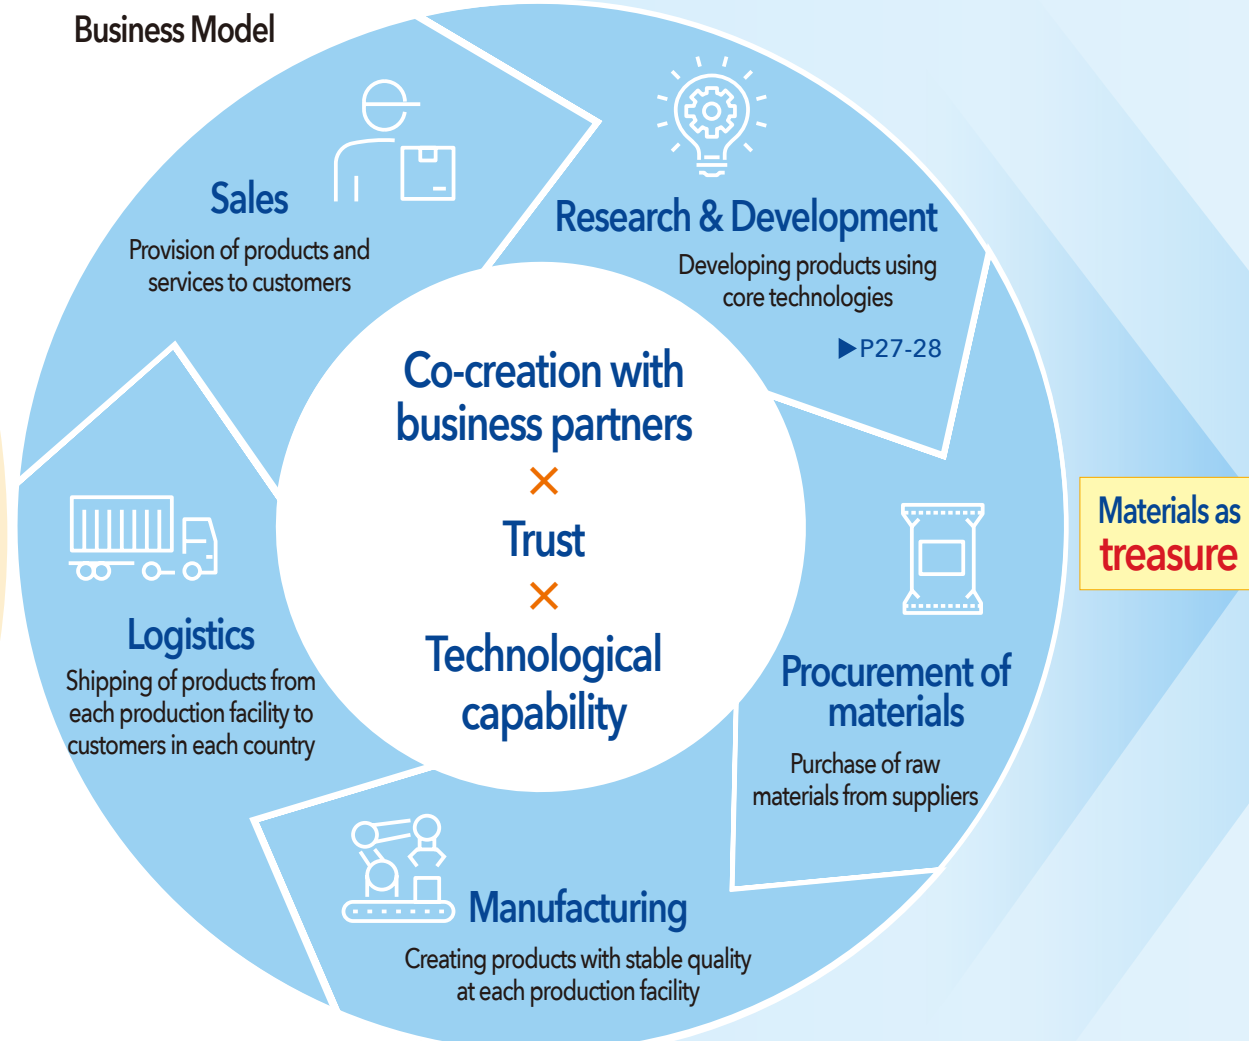 Business Model
Sales
Provision of products and
services to customers
Research & Development
Developing products using
core technologies
▶P27-28
Co-creation with
business partners
×
Trust
×
Technological
capability
Materials as
treasure
Procurement of
materials
Purchase of raw
materials from suppliers
Logistics
Shipping of products from
each production facility to
customers in each country
Manufacturing
Creating products with stable quality
at each production facility